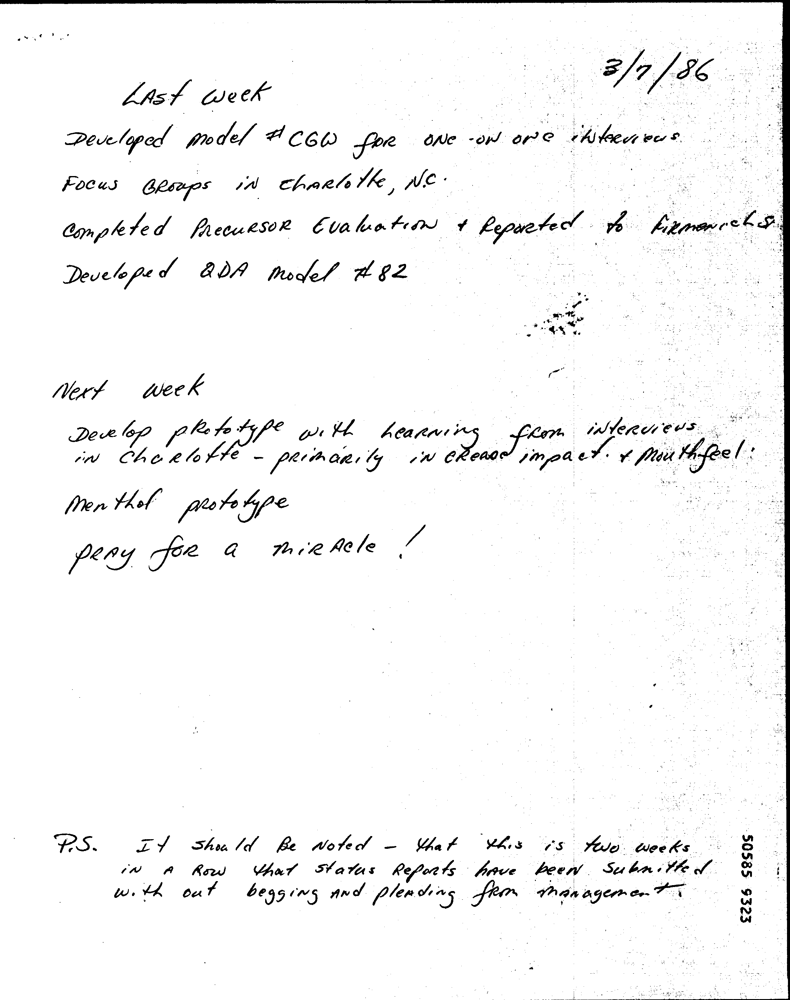 3/7/86
Last week
Developed model # CGW for one-on one interviews
Focus Groups in Charlotte, N.C.
Completed Precursor Evaluation + Reported to
Developed QDA model # 82
Next week
Develop prototype with learning from interviews
in Charlotte - primarily increase impact. + mouthfeel.
Menthol prototype
Pray for a miracle!
P.S. It should Be Noted - that this is two weeks
in A Row that Status Reports have been submitted
with out begging And pleading from management.
50585 9323